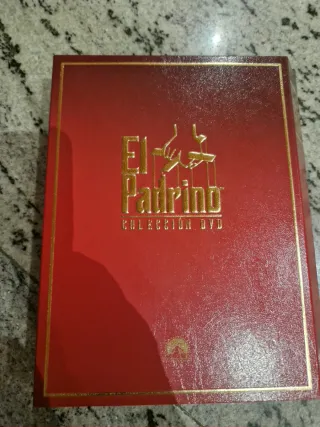 El
Padrino
COLECCIÓN DVD